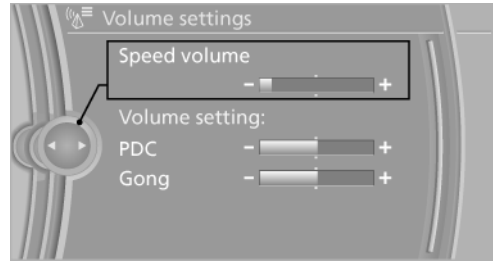 Volume settings
Speed volume
- +
Volume setting:
PDC - +
Gong - +